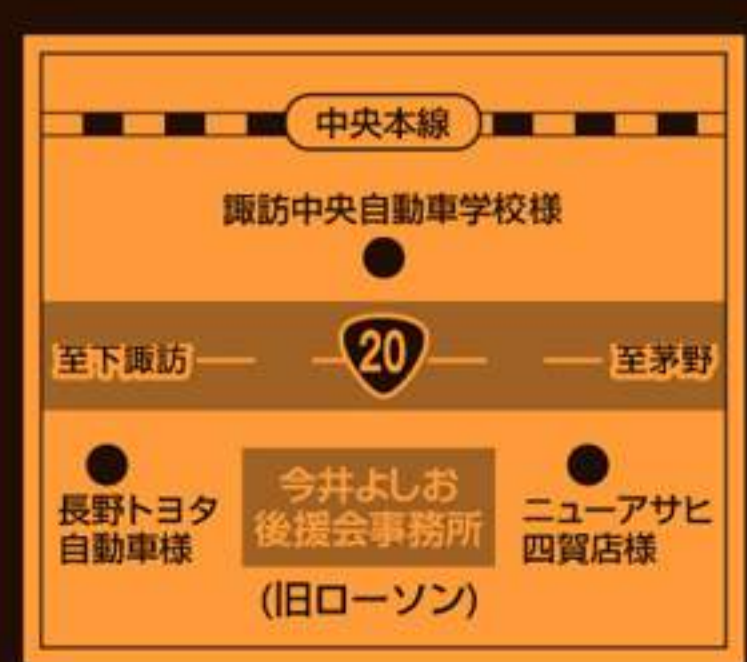 中央本線
諏訪中央自動車学校様
至下諏訪
20
至茅野
長野トヨタ
自動車様
今井よしお
後援会事務所
(旧ローソン)
ニューアサヒ
四賀店様